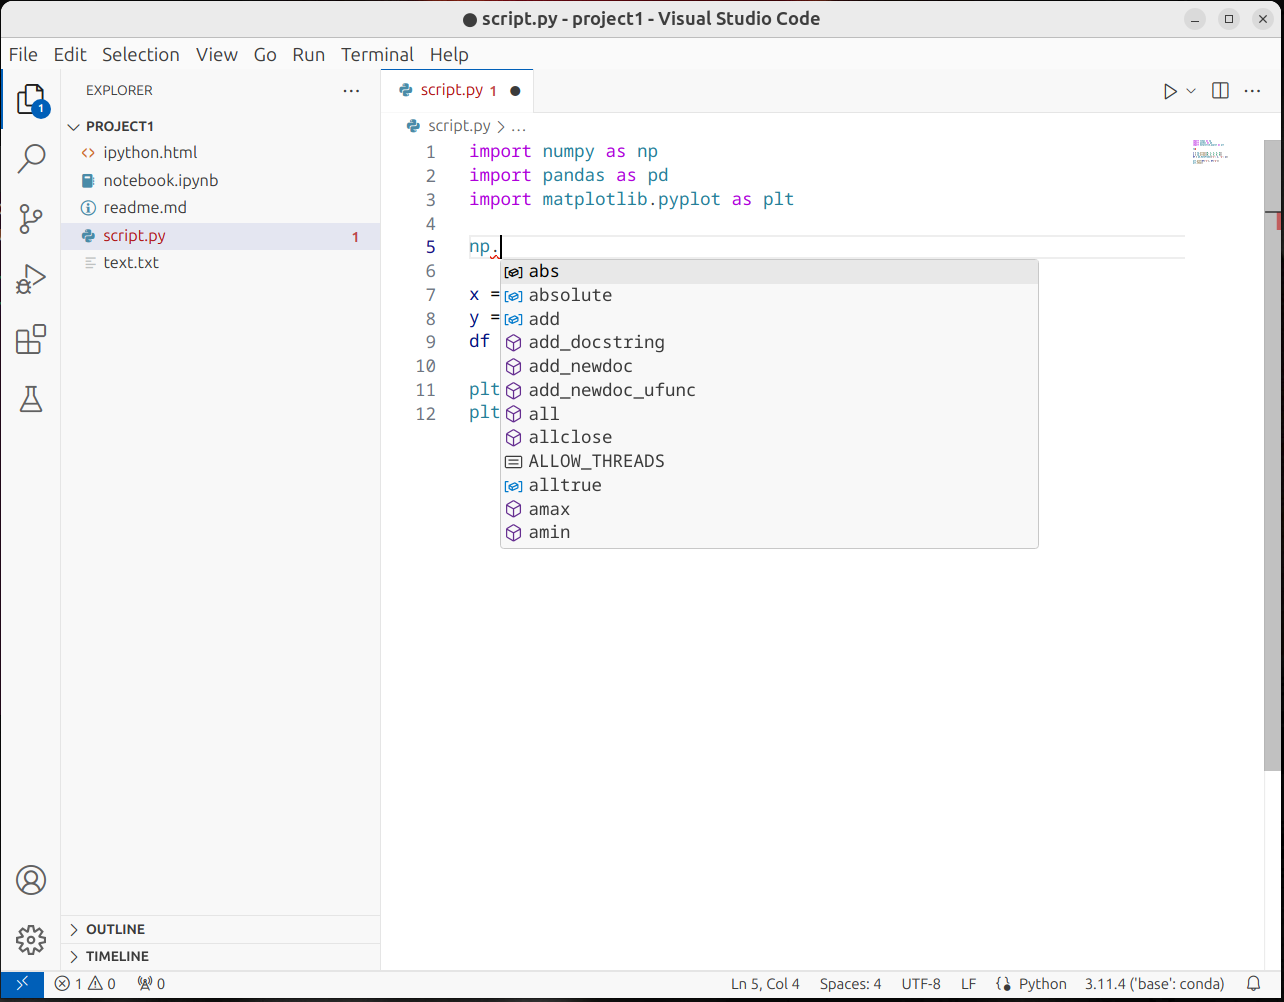 ● script.py - project1 - Visual Studio Code
File Edit Selection View Go Run Terminal Help
1
EXPLORER
PROJECT1
ipython.html
notebook.ipynb
readme.md
script.py 1
text.txt
OUTLINE
TIMELINE
script.py 1
script.py > ...
1 import numpy as np
2 import pandas as pd
3 import matplotlib.pyplot as plt
4
5 np.
6
7 x =
8 y =
9 df
10
11 plt
12 plt
abs
absolute
add
add_docstring
add_newdoc
add_newdoc_ufunc
all
allclose
ALLOW_THREADS
alltrue
amax
amin
1 0 0 Ln 5, Col 4 Spaces: 4 UTF-8 LF Python 3.11.4 ('base': conda)